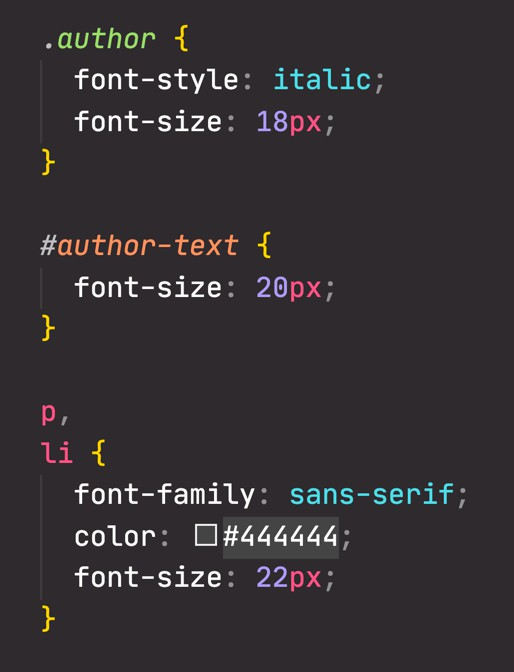 .author {
  font-style: italic;
  font-size: 18px;
}
#author-text {
  font-size: 20px;
}
p,
li {
  font-family: sans-serif;
  color: #444444;
  font-size: 22px;
}